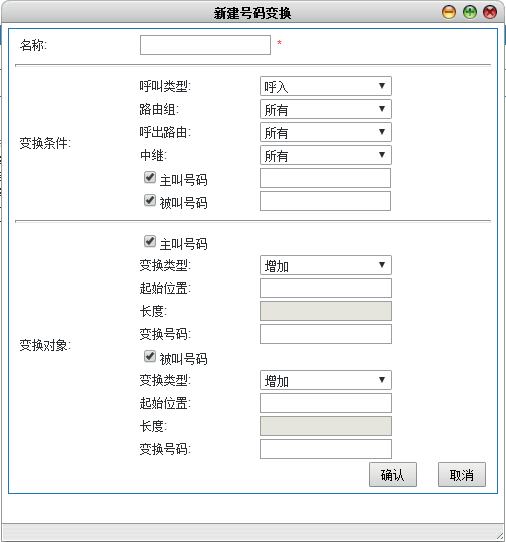 新建号码变换
名称: *
呼叫类型: 呼入
路由组: 所有
呼出路由: 所有
变换条件:
中继: 所有
主叫号码
被叫号码
主叫号码
变换类型: 增加
起始位置:
长度:
变换号码:
变换对象:
被叫号码
变换类型: 增加
起始位置:
长度:
变换号码:
确认 取消